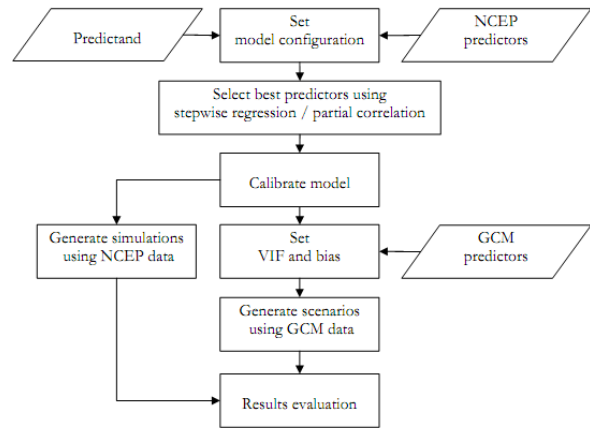 Predictand
Set
model configuration
NCEP
predictors
Select best predictors using
stepwise regression / partial correlation
Calibrate model
Generate simulations
using NCEP data
Set
VIF and bias
GCM
predictors
Generate scenarios
using GCM data
Results evaluation